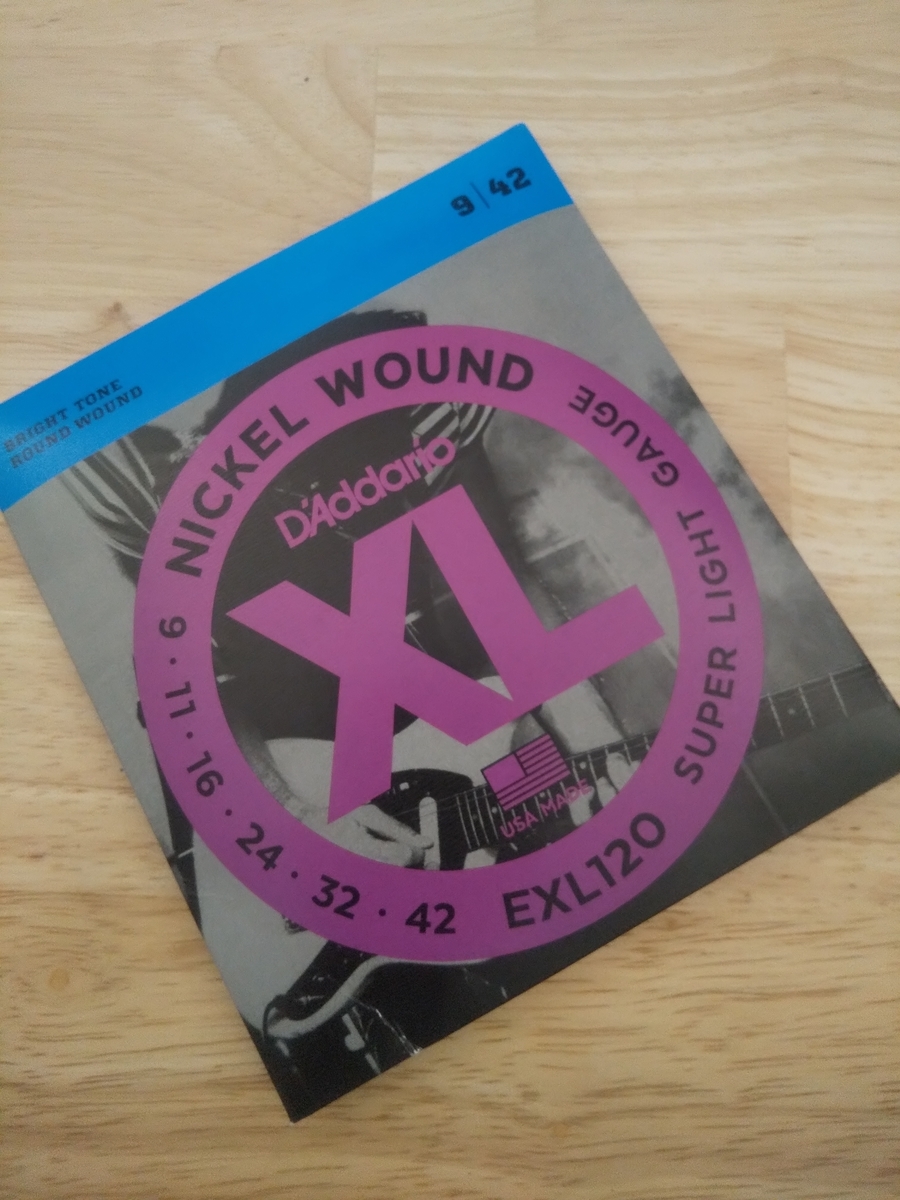 9|42
BRIGHT TONE
ROUND WOUND
NICKEL WOUND
D'Addario
XL
USA MADE
9 · 11 · 16 · 24 · 32 · 42
EXL120
SUPER LIGHT GAUGE